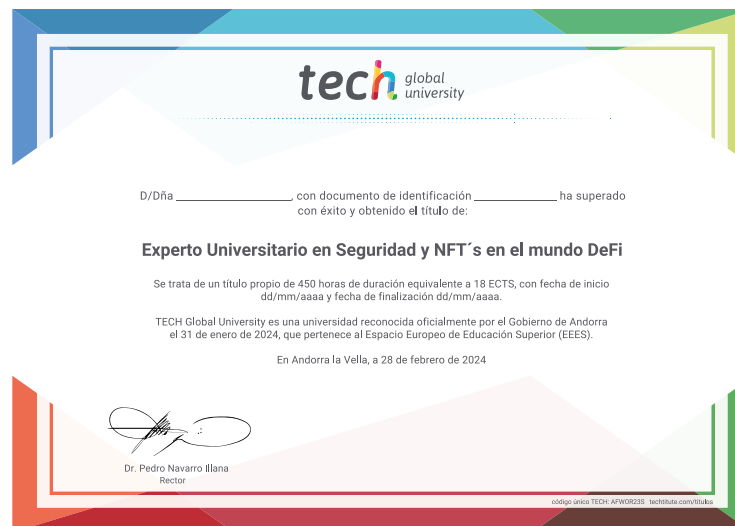 tech global university
D/Dña ______________________, con documento de identificación ________________ ha superado
con éxito y obtenido el título de:
Experto Universitario en Seguridad y NFT´s en el mundo DeFi
Se trata de un título propio de 450 horas de duración equivalente a 18 ECTS, con fecha de inicio
dd/mm/aaaa y fecha de finalización dd/mm/aaaa.
TECH Global University es una universidad reconocida oficialmente por el Gobierno de Andorra
el 31 de enero de 2024, que pertenece al Espacio Europeo de Educación Superior (EEES).
En Andorra la Vella, a 28 de febrero de 2024
Dr. Pedro Navarro Illana
Rector
código único TECH: AFWOR23S techtitute.com/titulos